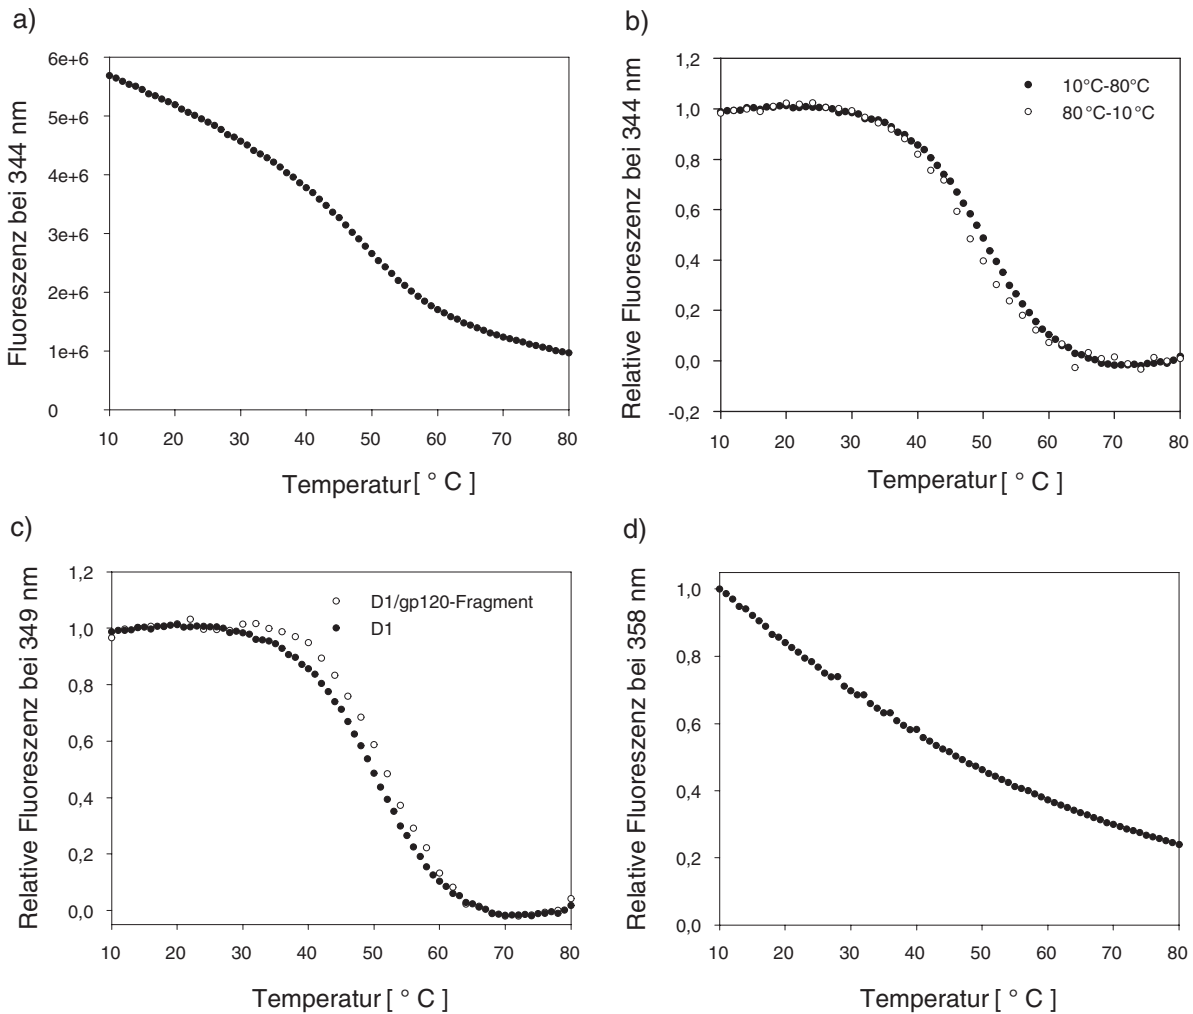 a)
Fluoreszenz bei 344 nm
6e+6
5e+6
4e+6
3e+6
2e+6
1e+6
0
10 20 30 40 50 60 70 80
Temperatur [ ° C ]
b)
Relative Fluoreszenz bei 344 nm
1,2
1,0
0,8
0,6
0,4
0,2
0,0
-0,2
10°C-80°C
80°C-10°C
10 20 30 40 50 60 70 80
Temperatur [ ° C ]
c)
Relative Fluoreszenz bei 349 nm
1,2
1,0
0,8
0,6
0,4
0,2
0,0
D1/gp120-Fragment
D1
10 20 30 40 50 60 70 80
Temperatur [ ° C ]
d)
Relative Fluoreszenz bei 358 nm
1,0
0,8
0,6
0,4
0,2
0,0
10 20 30 40 50 60 70 80
Temperatur [ ° C ]